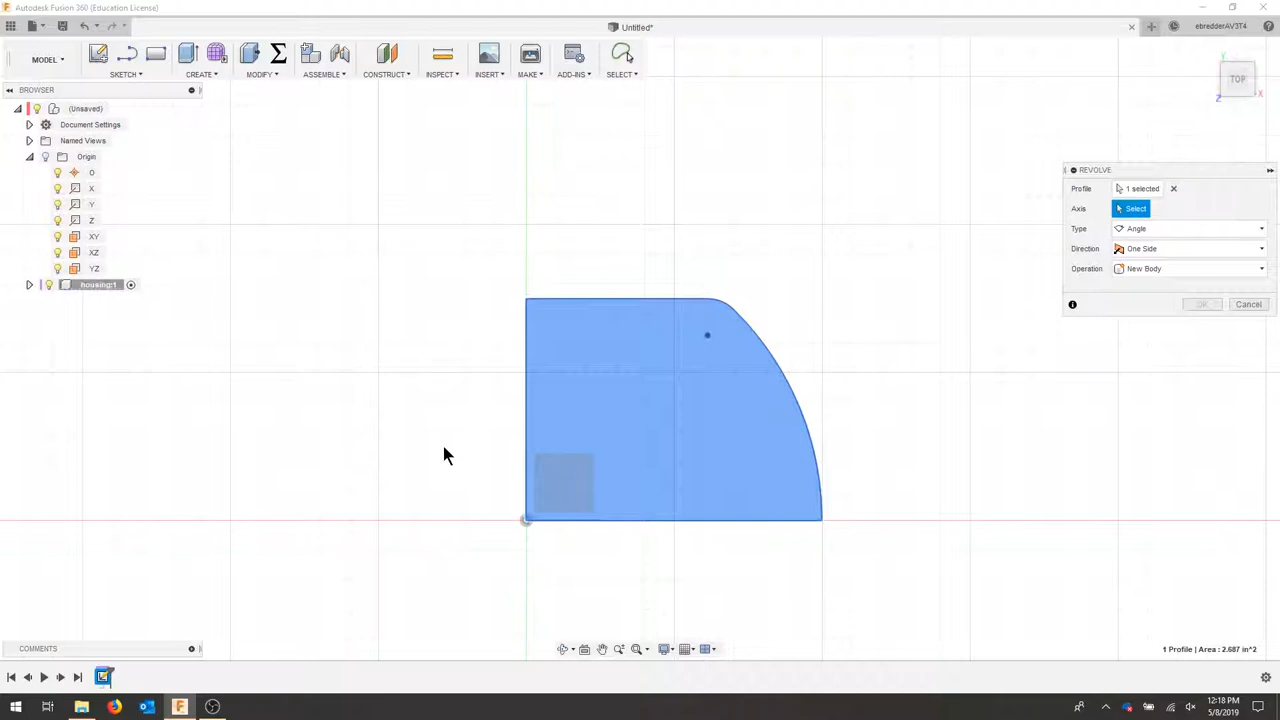 Autodesk Fusion 360 (Education License)
Untitled*
ebredderAV3T4
MODEL
SKETCH
CREATE
MODIFY
ASSEMBLE
CONSTRUCT
INSPECT
INSERT
MAKE
ADD-INS
SELECT
BROWSER
(Unsaved)
Document Settings
Named Views
Origin
O
X
Y
Z
XY
XZ
YZ
housing:1
Y
TOP
X
Z
REVOLVE
Profile 1 selected
Axis Select
Type Angle
Direction One Side
Operation New Body
OK Cancel
COMMENTS
1 Profile | Area : 2.687 in^2
12:18 PM
5/8/2019